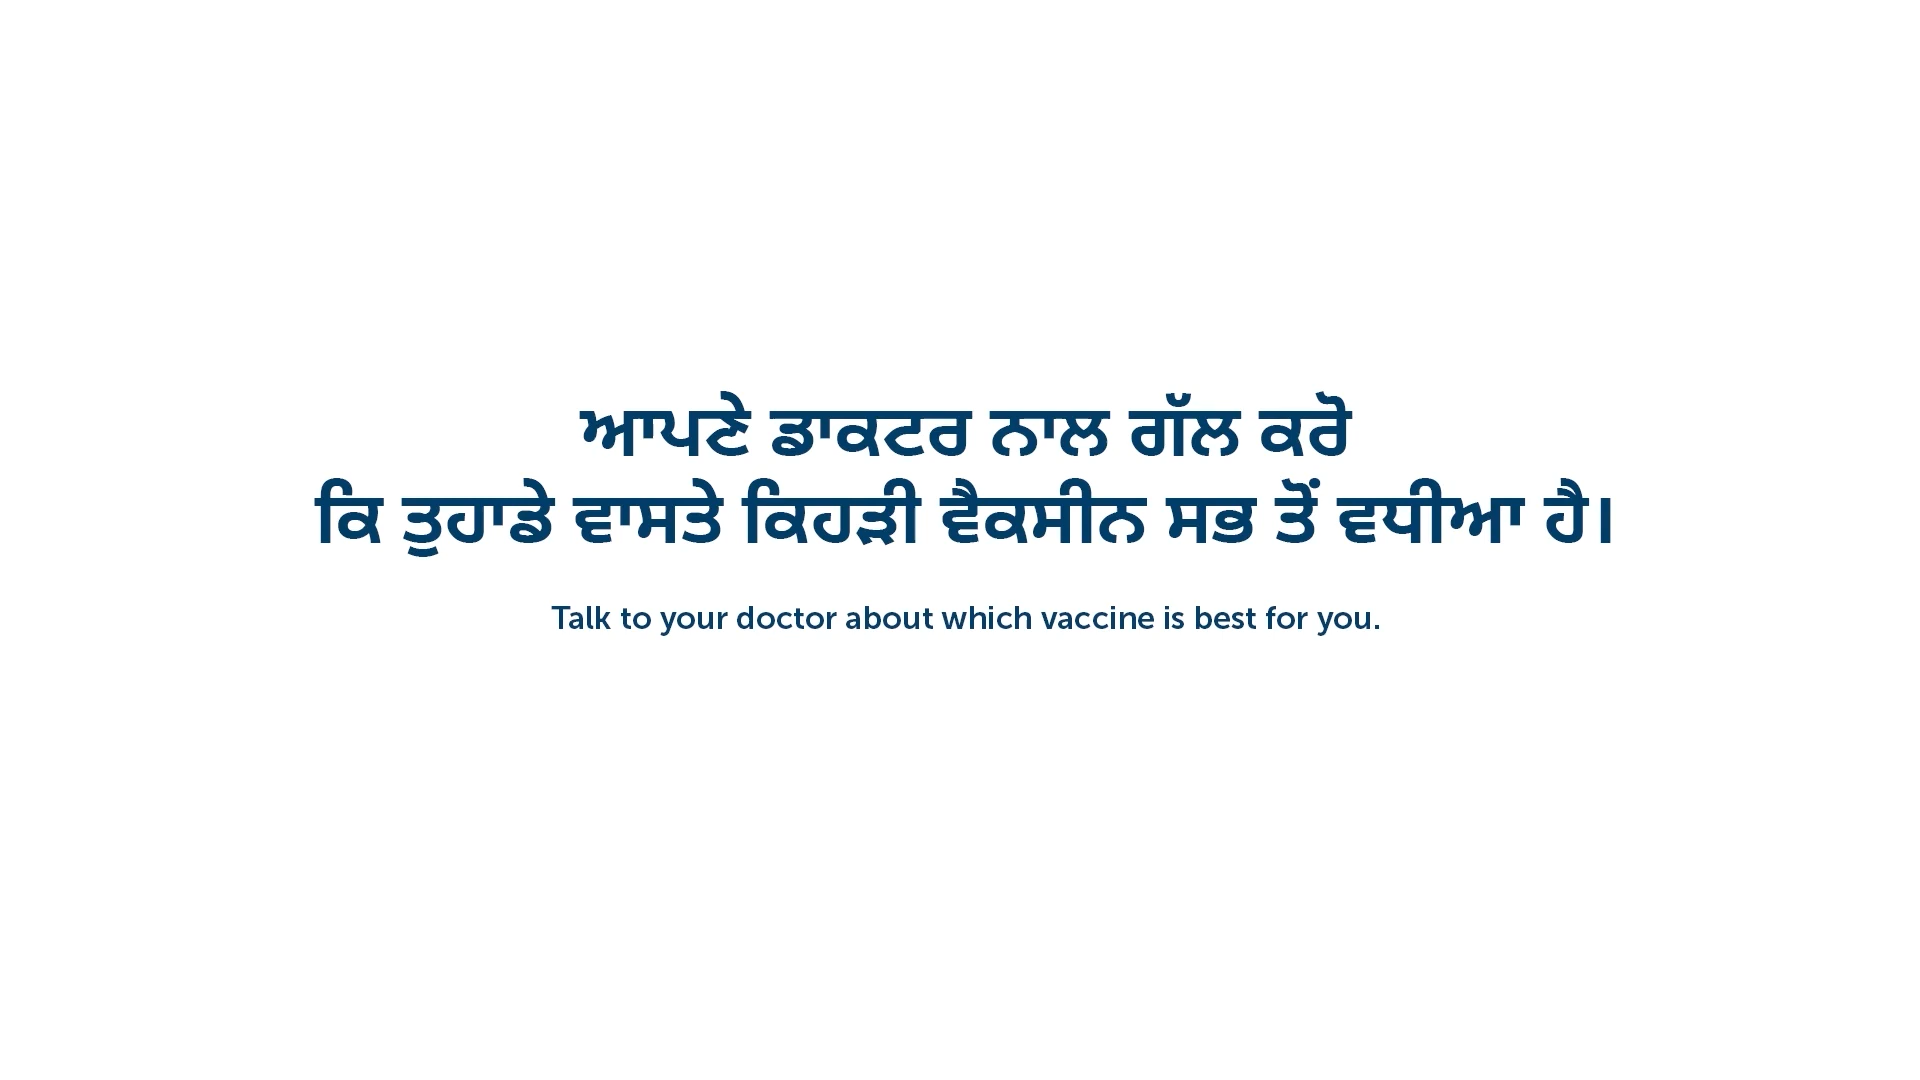 ਆਪਣੇ ਡਾਕਟਰ ਨਾਲ ਗੱਲ ਕਰੋ
ਕਿ ਤੁਹਾਡੇ ਵਾਸਤੇ ਕਿਹੜੀ ਵੈਕਸੀਨ ਸਭ ਤੋਂ ਵਧੀਆ ਹੈ।
Talk to your doctor about which vaccine is best for you.